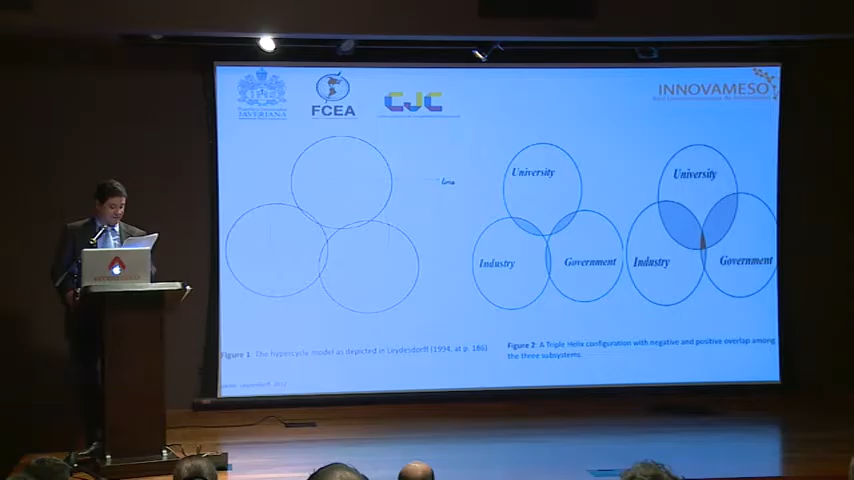 JAVERIANA
FCEA
CJC
INNOVAMESO
time
University
Industry
Government
University
Industry
Government
Figure 1: The hypercycle model as depicted in Leydesdorff (1994, at p. 186)
Figure 2: A Triple Helix configuration with negative and positive overlap among
the three subsystems.